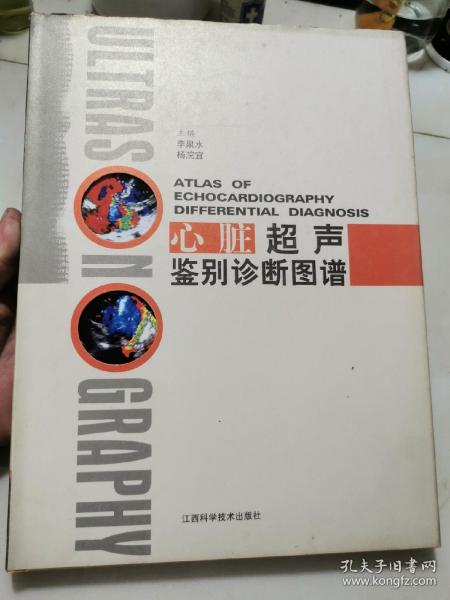 ULTRASONOGRAPHY
主编
李泉水
杨浣宜
ATLAS OF
ECHOCARDIOGRAPHY
DIFFERENTIAL DIAGNOSIS
心脏超声
鉴别诊断图谱
江西科学技术出版社
孔夫子旧书网
www.kongfz.com